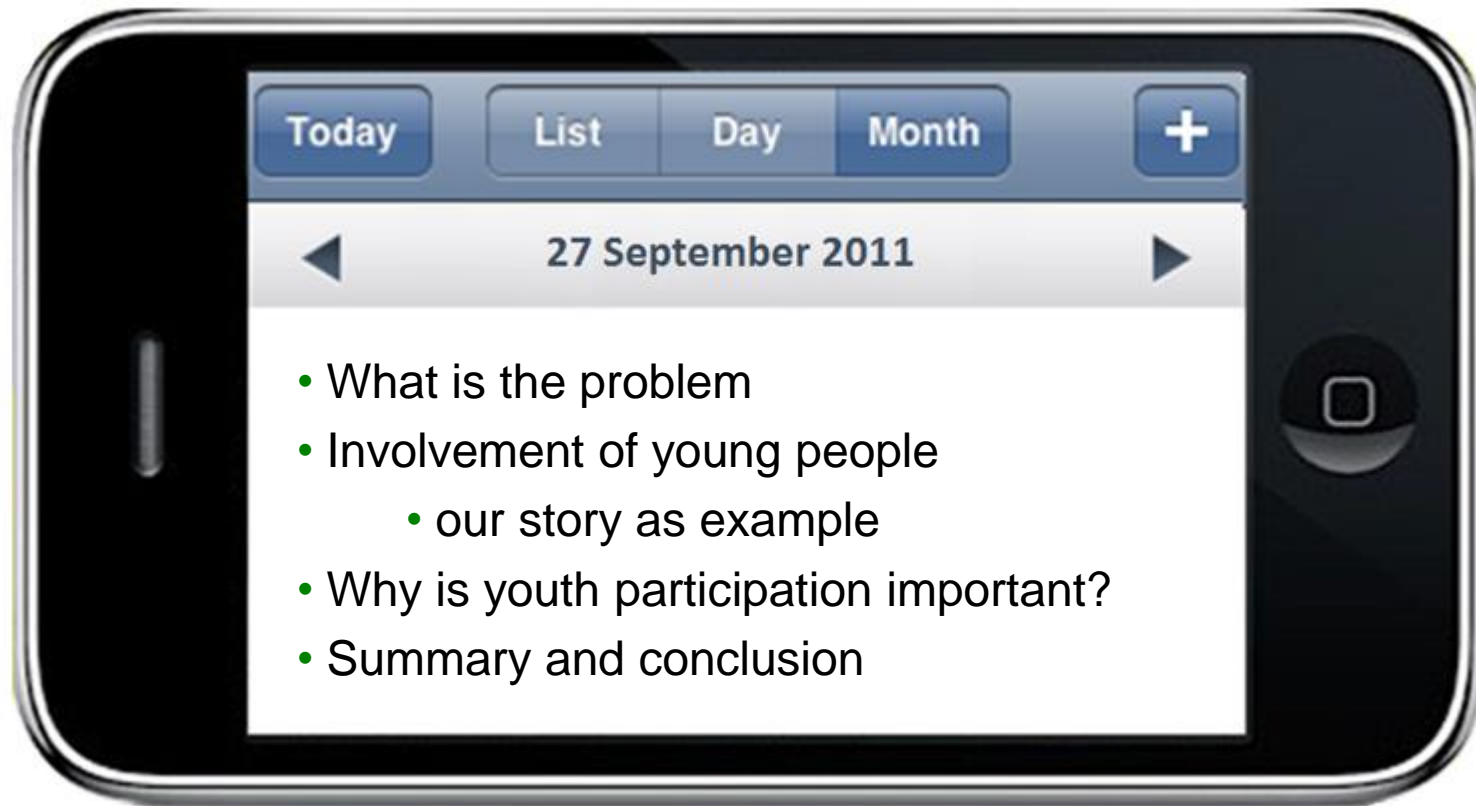 Today List Day Month +
27 September 2011
• What is the problem
• Involvement of young people
• our story as example
• Why is youth participation important?
• Summary and conclusion